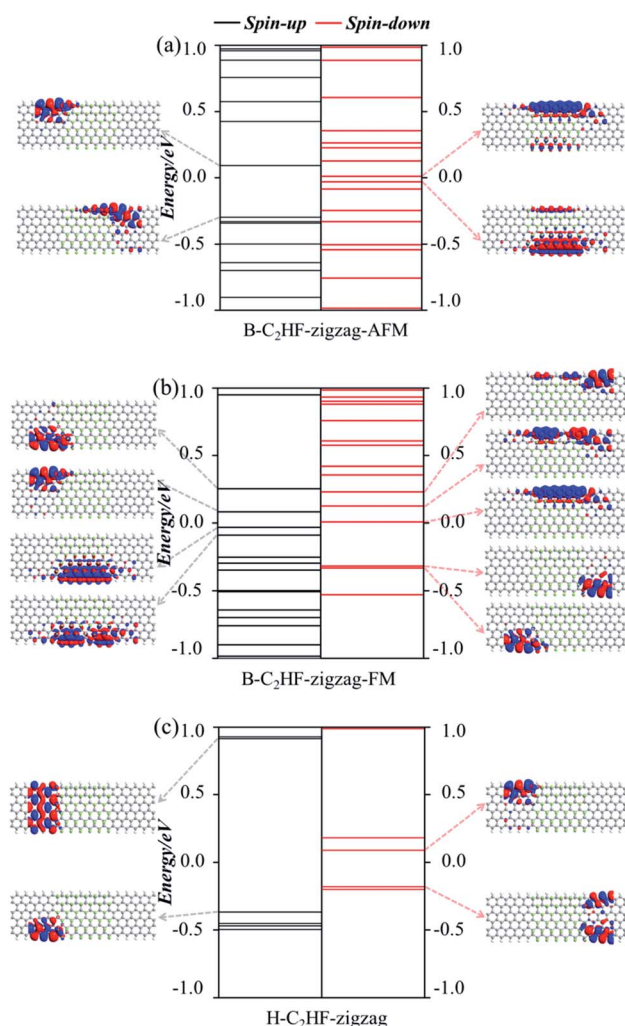 Spin-up Spin-down
(a)
1.0 1.0
0.5 0.5
0.0 0.0
-0.5 -0.5
-1.0 -1.0
Energy/eV
B-C₂HF-zigzag-AFM
(b)
1.0 1.0
0.5 0.5
0.0 0.0
-0.5 -0.5
-1.0 -1.0
Energy/eV
B-C₂HF-zigzag-FM
(c)
1.0 1.0
0.5 0.5
0.0 0.0
-0.5 -0.5
-1.0 -1.0
Energy/eV
H-C₂HF-zigzag